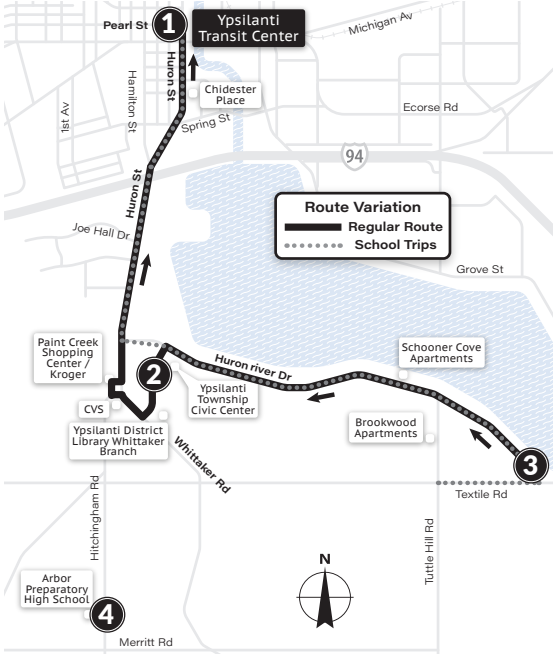 Pearl St
1
Ypsilanti
Transit Center
Michigan Av
Huron St
Hamilton St
1st Av
Chidester
Place
Ecorse Rd
Spring St
94
Huron St
Route Variation
Regular Route
School Trips
Joe Hall Dr
Grove St
Paint Creek
Shopping
Center /
Kroger
Schooner Cove
Apartments
Huron river Dr
2
Ypsilanti
Township
Civic Center
CVS
Ypsilanti District
Library Whittaker
Branch
Brookwood
Apartments
Whittaker Rd
3
Textile Rd
Hitchingham Rd
Tuttle Hill Rd
N
Arbor
Preparatory
High School
4
Merritt Rd